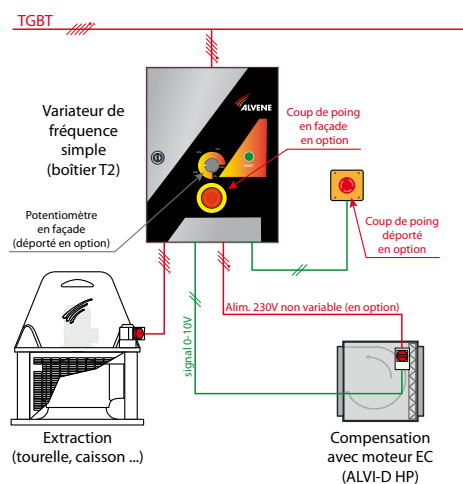 TGBT
Variateur de
fréquence
simple
(boîtier T2)
ALVENE
Coup de poing
en façade
en option
Potentiomètre
en façade
(déporté en option)
Coup de poing
déporté
en option
Alim. 230V non variable (en option)
signal 0-10V
Extraction
(tourelle, caisson ...)
Compensation
avec moteur EC
(ALVI-D HP)